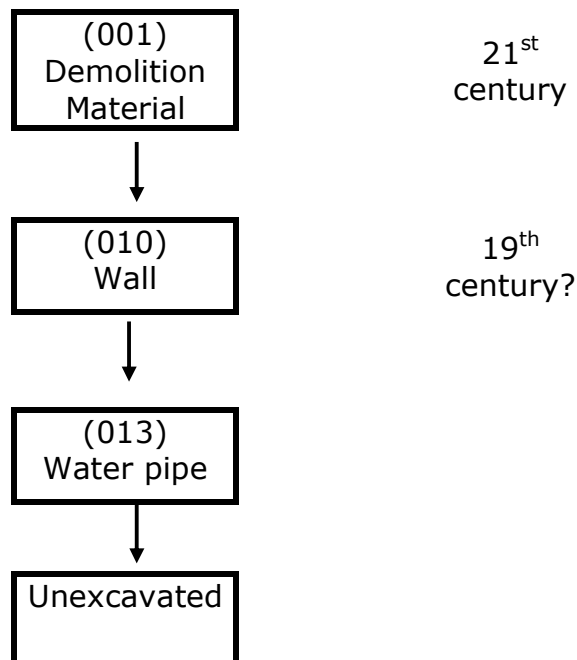 (001)
Demolition
Material
21st
century
(010)
Wall
19th
century?
(013)
Water pipe
Unexcavated